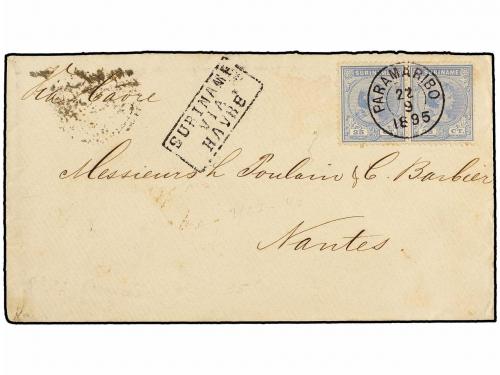 via Havre
SURINAME
VIA
HAVRE
SURINAME SURINAME
25 CT.
PARAMARIBO
22
9
1895
Messieurs L. Poulain & C. Barbier
Nantes.